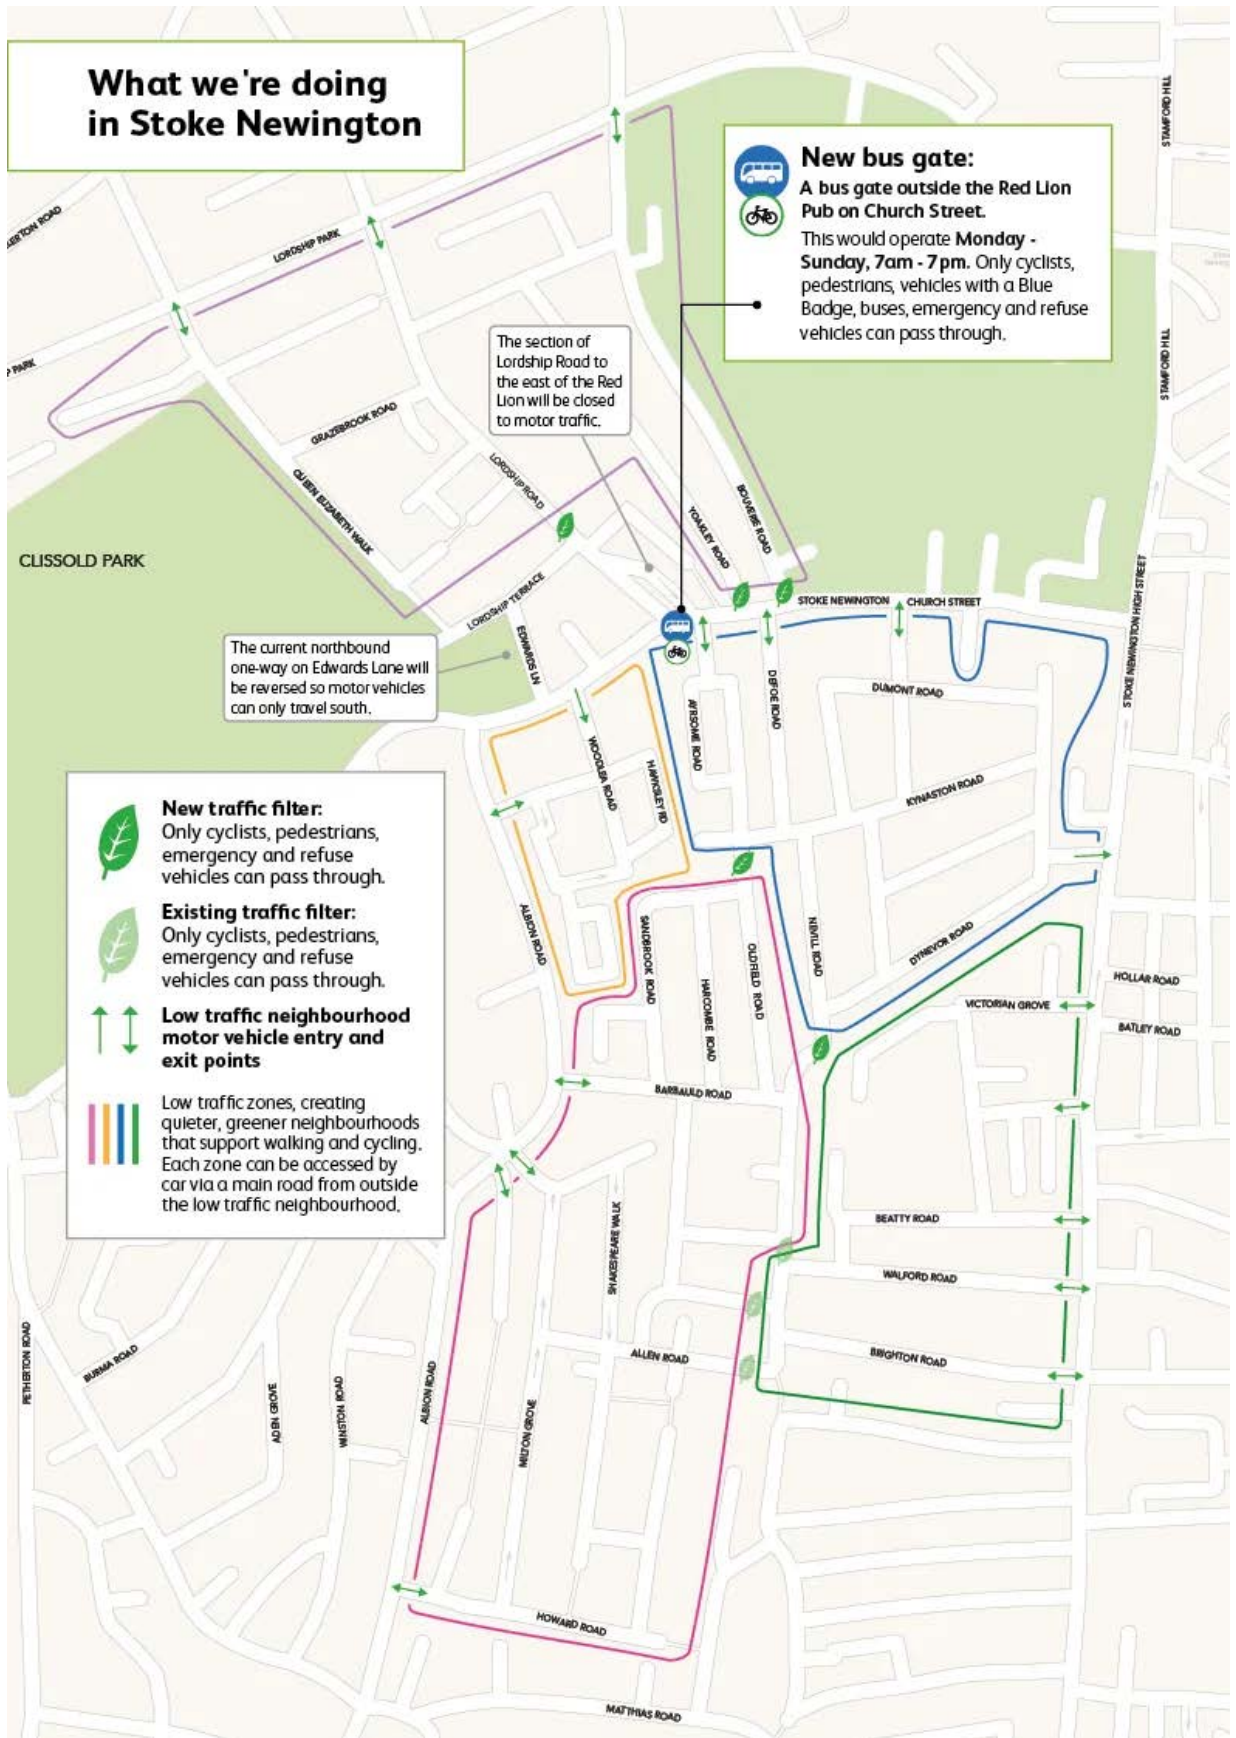 What we're doing
in Stoke Newington
New bus gate:
A bus gate outside the Red Lion
Pub on Church Street.
This would operate Monday -
Sunday, 7am - 7pm. Only cyclists,
pedestrians, vehicles with a Blue
Badge, buses, emergency and refuse
vehicles can pass through.
STAMFORD HILL
STAMFORD HILL
ERTON ROAD
LORDSHIP PARK
P PARK
The section of
Lordship Road to
the east of the Red
Lion will be closed
to motor traffic.
GRAZEBROOK ROAD
LORDSHIP ROAD
QUEEN ELIZABETH WALK
YOAKLEY ROAD
BOUVERIE ROAD
CLISSOLD PARK
LORDSHIP TERRACE
EDWARDS LN
STOKE NEWINGTON CHURCH STREET
STOKE NEWINGTON HIGH STREET
The current northbound
one-way on Edwards Lane will
be reversed so motor vehicles
can only travel south.
DUMONT ROAD
DEFOE ROAD
AYRSOME ROAD
WOODLEA ROAD
HAWKSLEY RD
KYNASTON ROAD
New traffic filter:
Only cyclists, pedestrians,
emergency and refuse
vehicles can pass through.
Existing traffic filter:
Only cyclists, pedestrians,
emergency and refuse
vehicles can pass through.
Low traffic neighbourhood
motor vehicle entry and
exit points
Low traffic zones, creating
quieter, greener neighbourhoods
that support walking and cycling.
Each zone can be accessed by
car via a main road from outside
the low traffic neighbourhood.
ALBION ROAD
SANDBROOK ROAD
HARCOMBE ROAD
OLDFIELD ROAD
NEVILL ROAD
DYNEVOR ROAD
HOLLAR ROAD
VICTORIAN GROVE
BATLEY ROAD
BARBAULD ROAD
BEATTY ROAD
SHAKESPEARE WALK
WALFORD ROAD
ALLEN ROAD
BRIGHTON ROAD
PETHERTON ROAD
BURMA ROAD
ADEN GROVE
WINSTON ROAD
ALBION ROAD
MILTON GROVE
HOWARD ROAD
MATTHIAS ROAD